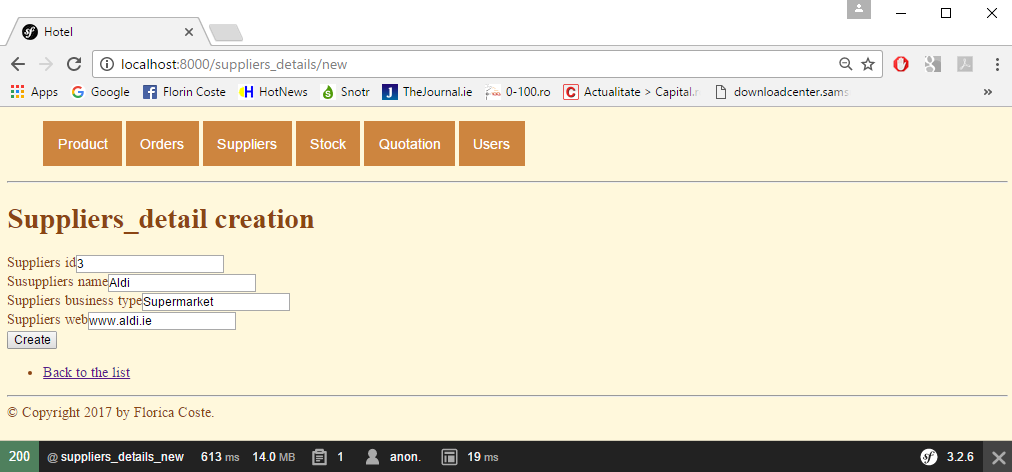 Hotel
localhost:8000/suppliers_details/new
Apps Google Florin Coste HotNews Snotr TheJournal.ie 0-100.ro Actualitate > Capital.r downloadcenter.sams »
Product Orders Suppliers Stock Quotation Users
Suppliers_detail creation
Suppliers id 3
Susuppliers name Aldi
Suppliers business type Supermarket
Suppliers web www.aldi.ie
Create
• Back to the list
© Copyright 2017 by Florica Coste.
200 @ suppliers_details_new 613 ms 14.0 MB 1 anon. 19 ms sf 3.2.6